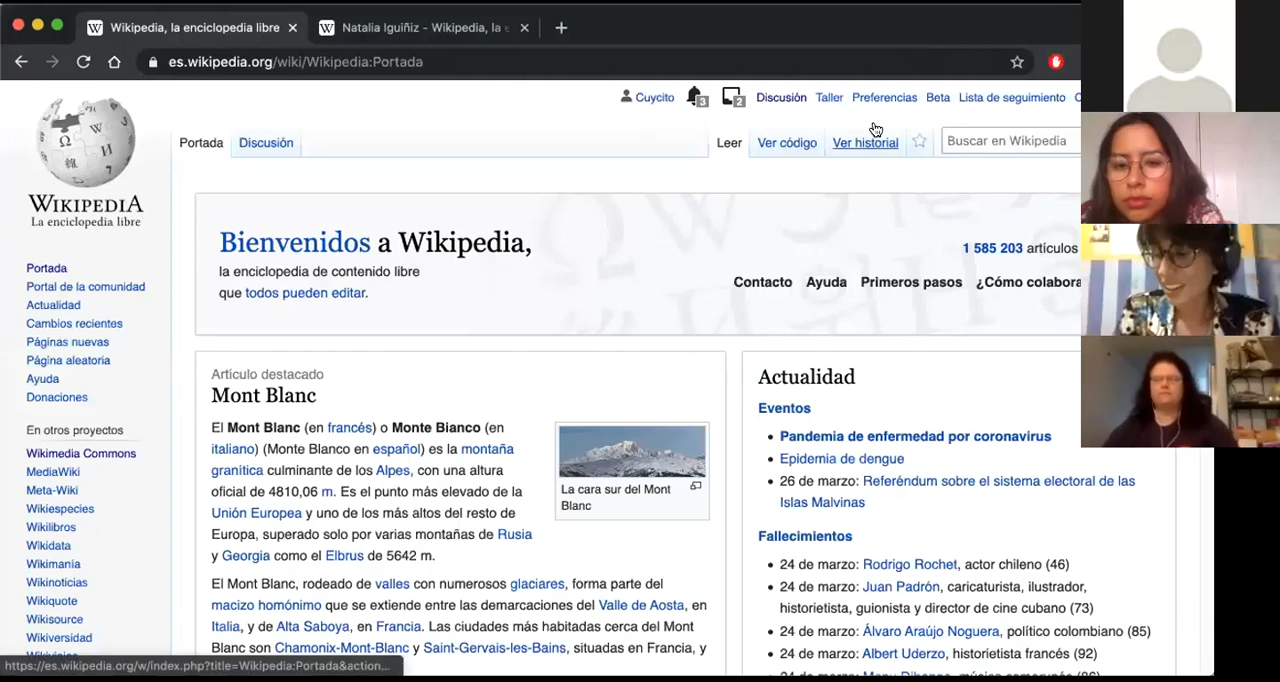 Wikipedia, la enciclopedia libre
Natalia Iguiñiz - Wikipedia, la
es.wikipedia.org/wiki/Wikipedia:Portada
Cuycito 3 2 Discusión Taller Preferencias Beta Lista de seguimiento
Portada Discusión Leer Ver código Ver historial Buscar en Wikipedia
WIKIPEDIA
La enciclopedia libre
Portada
Portal de la comunidad
Actualidad
Cambios recientes
Páginas nuevas
Página aleatoria
Ayuda
Donaciones
En otros proyectos
Wikimedia Commons
MediaWiki
Meta-Wiki
Wikiespecies
Wikilibros
Wikidata
Wikimania
Wikinoticias
Wikiquote
Wikisource
Wikiversidad
Bienvenidos a Wikipedia,
la enciclopedia de contenido libre
que todos pueden editar.
1 585 203 artículos
Contacto Ayuda Primeros pasos ¿Cómo colabora
Artículo destacado
Mont Blanc
El Mont Blanc (en francés) o Monte Bianco (en
italiano) (Monte Blanco en español) es la montaña
granítica culminante de los Alpes, con una altura
oficial de 4810,06 m. Es el punto más elevado de la
Unión Europea y uno de los más altos del resto de
Europa, superado solo por varias montañas de Rusia
y Georgia como el Elbrus de 5642 m.
La cara sur del Mont
Blanc
El Mont Blanc, rodeado de valles con numerosos glaciares, forma parte del
macizo homónimo que se extiende entre las demarcaciones del Valle de Aosta, en
Italia, y de Alta Saboya, en Francia. Las ciudades más habitadas cerca del Mont
Blanc son Chamonix-Mont-Blanc y Saint-Gervais-les-Bains, situadas en Francia, y
Actualidad
Eventos
Pandemia de enfermedad por coronavirus
Epidemia de dengue
26 de marzo: Referéndum sobre el sistema electoral de las
Islas Malvinas
Fallecimientos
24 de marzo: Rodrigo Rochet, actor chileno (46)
24 de marzo: Juan Padrón, caricaturista, ilustrador,
historietista, guionista y director de cine cubano (73)
24 de marzo: Álvaro Araújo Noguera, político colombiano (85)
24 de marzo: Albert Uderzo, historietista francés (92)
https://es.wikipedia.org/w/index.php?title=Wikipedia:Portada&action...